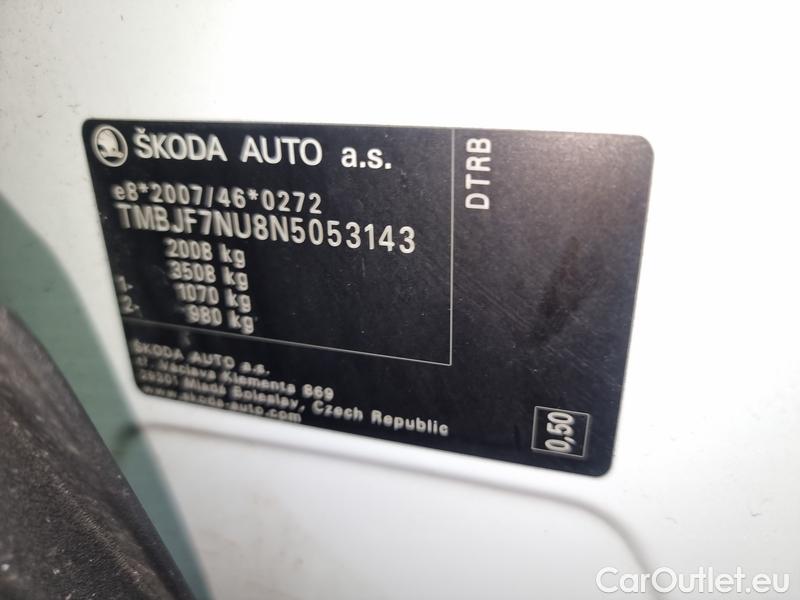 ŠKODA AUTO a.s.
e8*2007/46*0272
TMBJF7NU8N5053143
2008 kg
3508 kg
1- 1070 kg
2- 980 kg
ŠKODA AUTO a.s.
tř. Václava Klementa 869
29301 Mladá Boleslav, Czech Republic
www.skoda-auto.com
DTRB
0,50
CarOutlet.eu